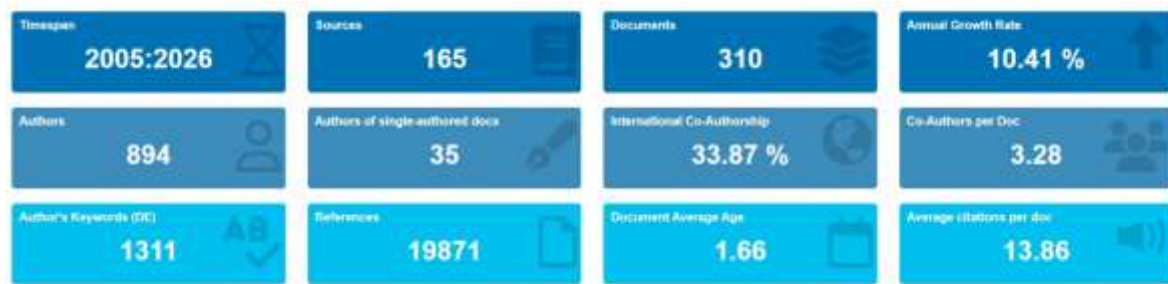 Timespan
2005:2026
Sources
165
Documents
310
Annual Growth Rate
10.41 %
Authors
894
Authors of single-authored docs
35
International Co-Authorship
33.87 %
Co-Authors per Doc
3.28
Author's Keywords (DE)
1311
AB
References
19871
Document Average Age
1.66
Average citations per doc
13.86